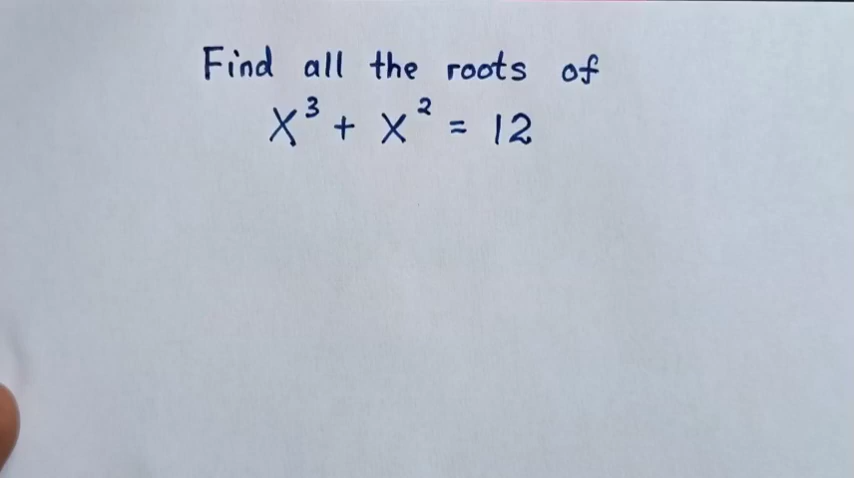 Find all the roots of
x³ + x² = 12